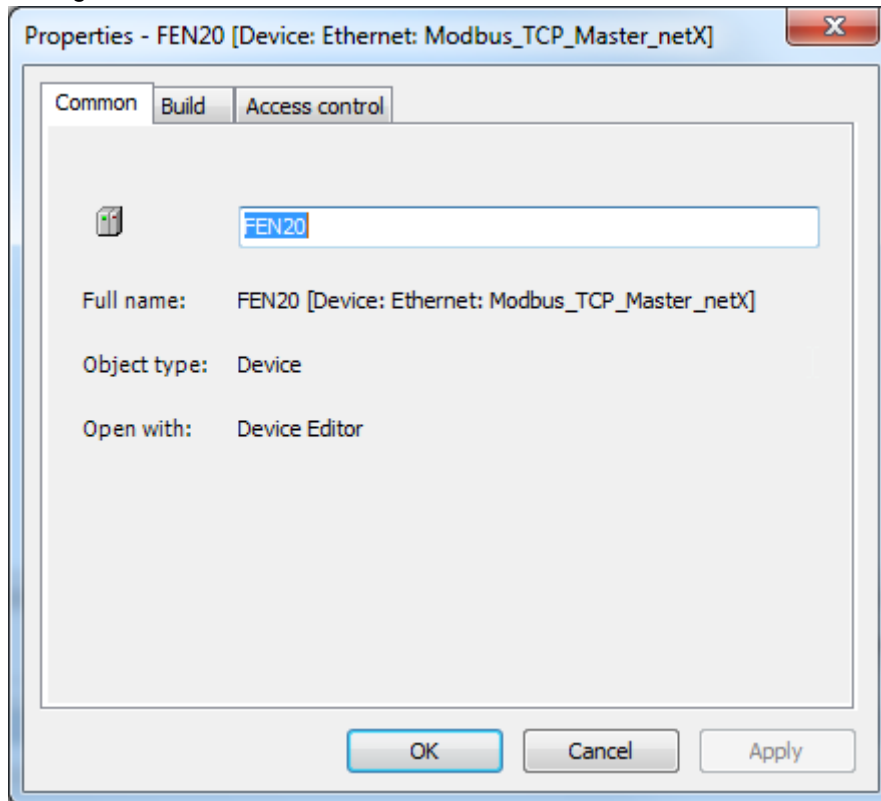 Properties - FEN20 [Device: Ethernet: Modbus_TCP_Master_netX]
Common Build Access control
FEN20
Full name: FEN20 [Device: Ethernet: Modbus_TCP_Master_netX]
Object type: Device
Open with: Device Editor
OK Cancel Apply